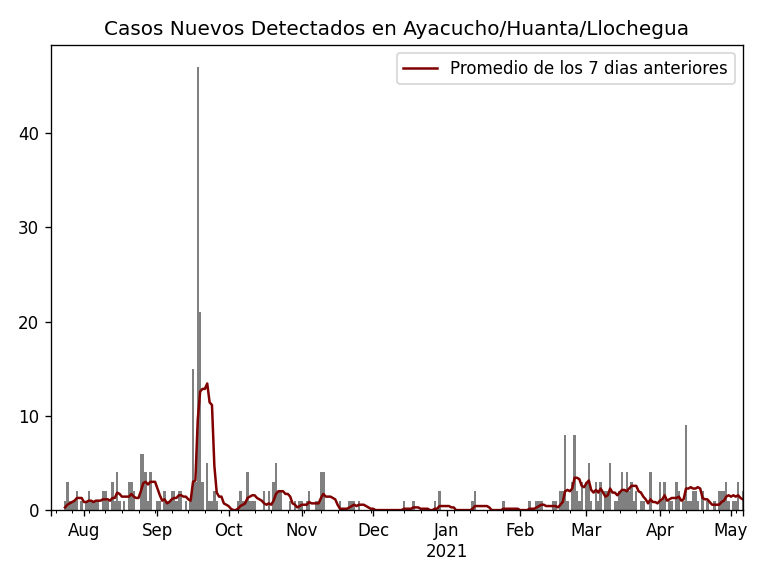 Casos Nuevos Detectados en Ayacucho/Huanta/Llochegua
Promedio de los 7 dias anteriores
40
30
20
10
0
Aug Sep Oct Nov Dec Jan Feb Mar Apr May
2021